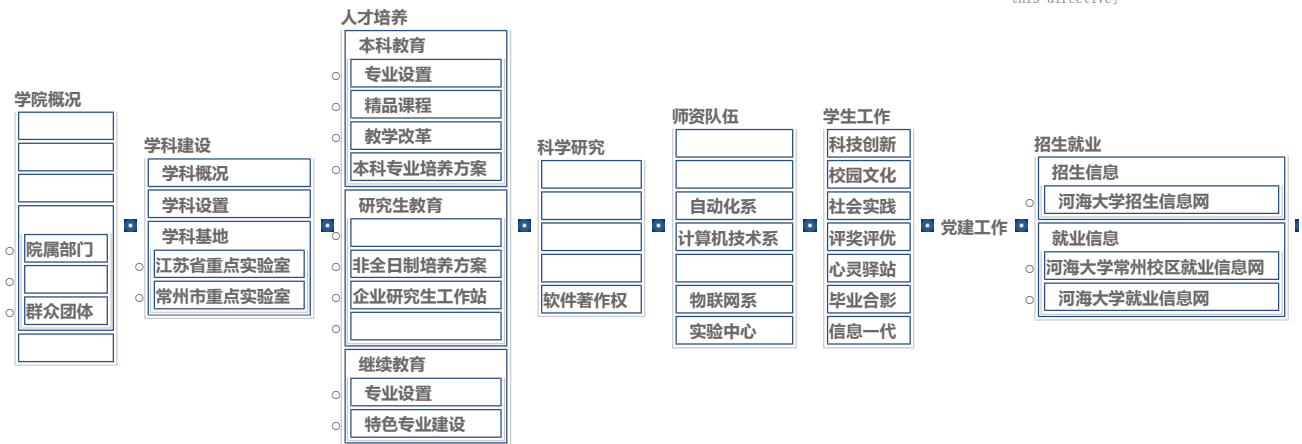 this directive]
学院概况
院属部门
群众团体
学科建设
学科概况
学科设置
学科基地
江苏省重点实验室
常州市重点实验室
人才培养
本科教育
专业设置
精品课程
教学改革
本科专业培养方案
研究生教育
非全日制培养方案
企业研究生工作站
继续教育
专业设置
特色专业建设
科学研究
软件著作权
师资队伍
自动化系
计算机技术系
物联网系
实验中心
学生工作
科技创新
校园文化
社会实践
评奖评优
心灵驿站
毕业合影
信息一代
党建工作
招生就业
招生信息
河海大学招生信息网
就业信息
河海大学常州校区就业信息网
河海大学就业信息网